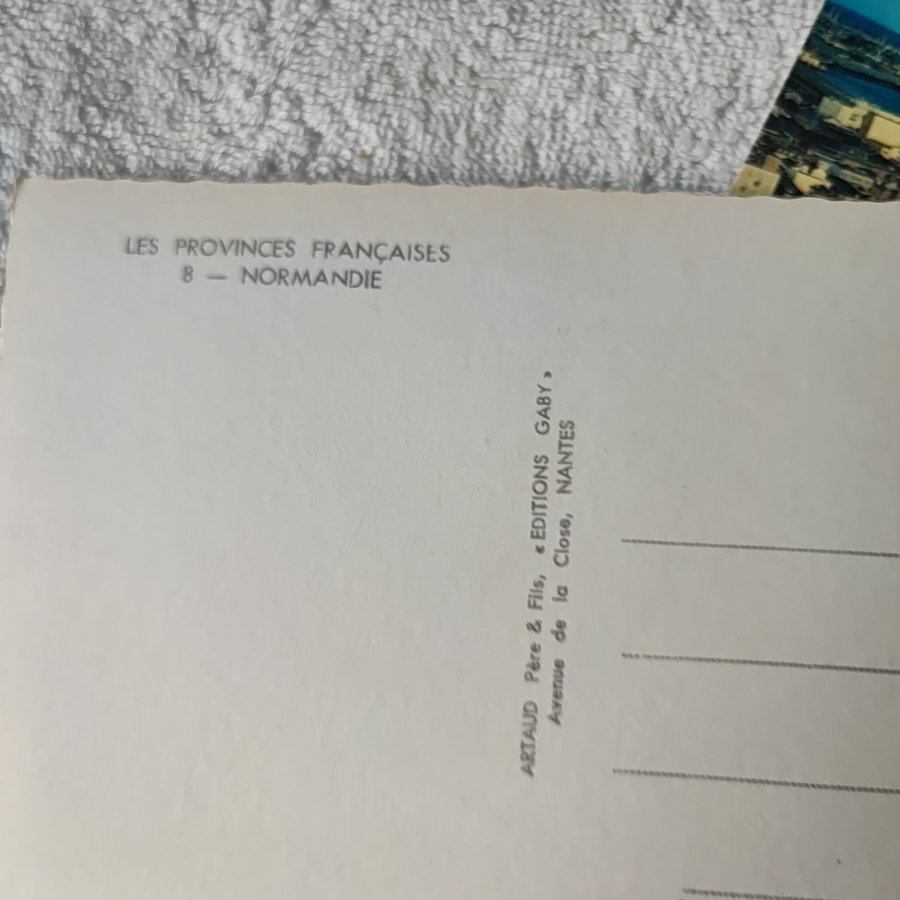 LES PROVINCES FRANÇAISES
8 — NORMANDIE
ARTAUD Père & Fils, « EDITIONS GABY »
Avenue de la Close, NANTES